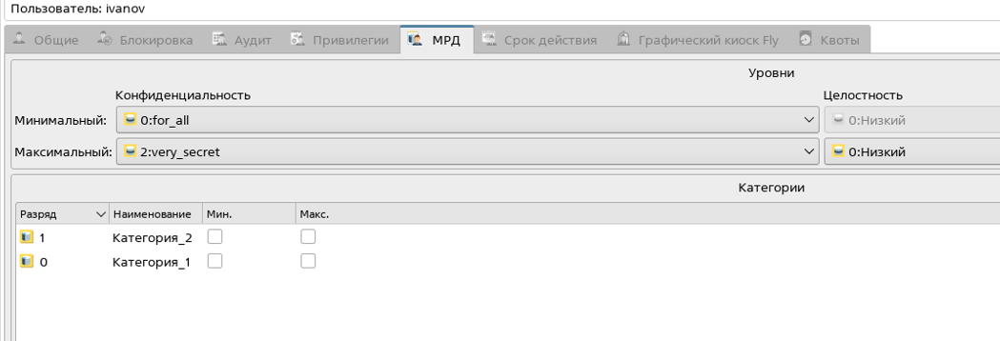 Пользователь: ivanov
Общие Блокировка Аудит Привилегии МРД Срок действия Графический киоск Fly Квоты
Уровни
Конфиденциальность Целостность
Минимальный: 0:for_all 0:Низкий
Максимальный: 2:very_secret 0:Низкий
Категории
Разряд Наименование Мин. Макс.
1 Категория_2
0 Категория_1